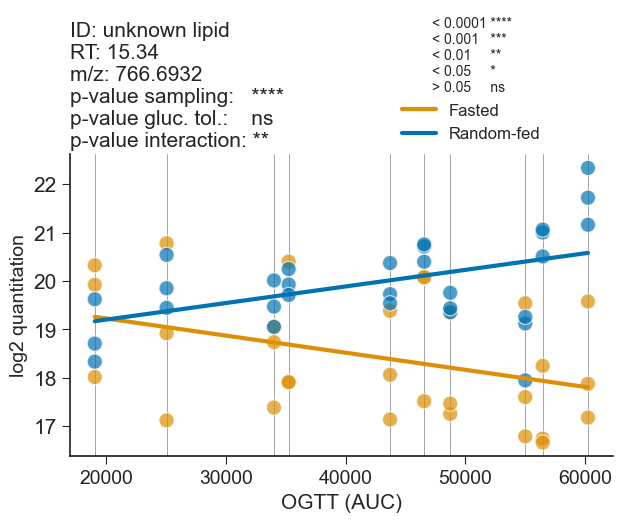 ID: unknown lipid
RT: 15.34
m/z: 766.6932
p-value sampling: ****
p-value gluc. tol.: ns
p-value interaction: **
< 0.0001 ****
< 0.001 ***
< 0.01 **
< 0.05 *
> 0.05 ns
Fasted
Random-fed
log2 quantitation
22
21
20
19
18
17
20000 30000 40000 50000 60000
OGTT (AUC)